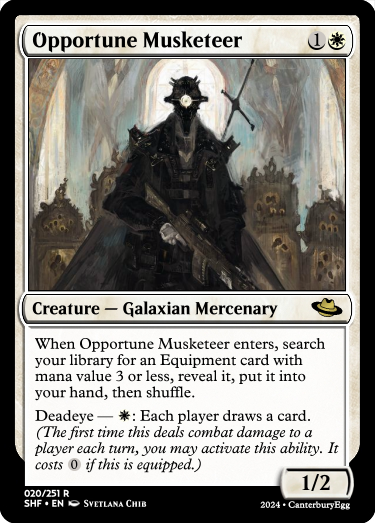 Opportune Musketeer 1
Creature — Galaxian Mercenary
When Opportune Musketeer enters, search
your library for an Equipment card with
mana value 3 or less, reveal it, put it into
your hand, then shuffle.
Deadeye — : Each player draws a card.
(The first time this deals combat damage to a
player each turn, you may activate this ability. It
costs 0 if this is equipped.)
1/2
020/251 R
SHF • EN Svetlana Chib
2024 • CanterburyEgg